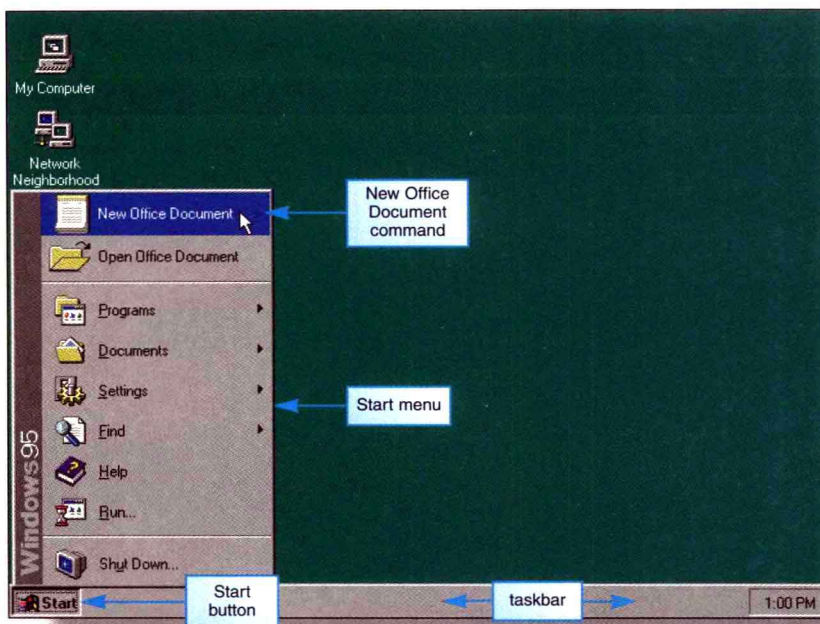 My Computer
Network
Neighborhood
New Office Document
Open Office Document
Programs
Documents
Settings
Find
Help
Run...
Shut Down...
Windows95
Start
1:00 PM
New Office
Document
command
Start menu
Start
button
taskbar